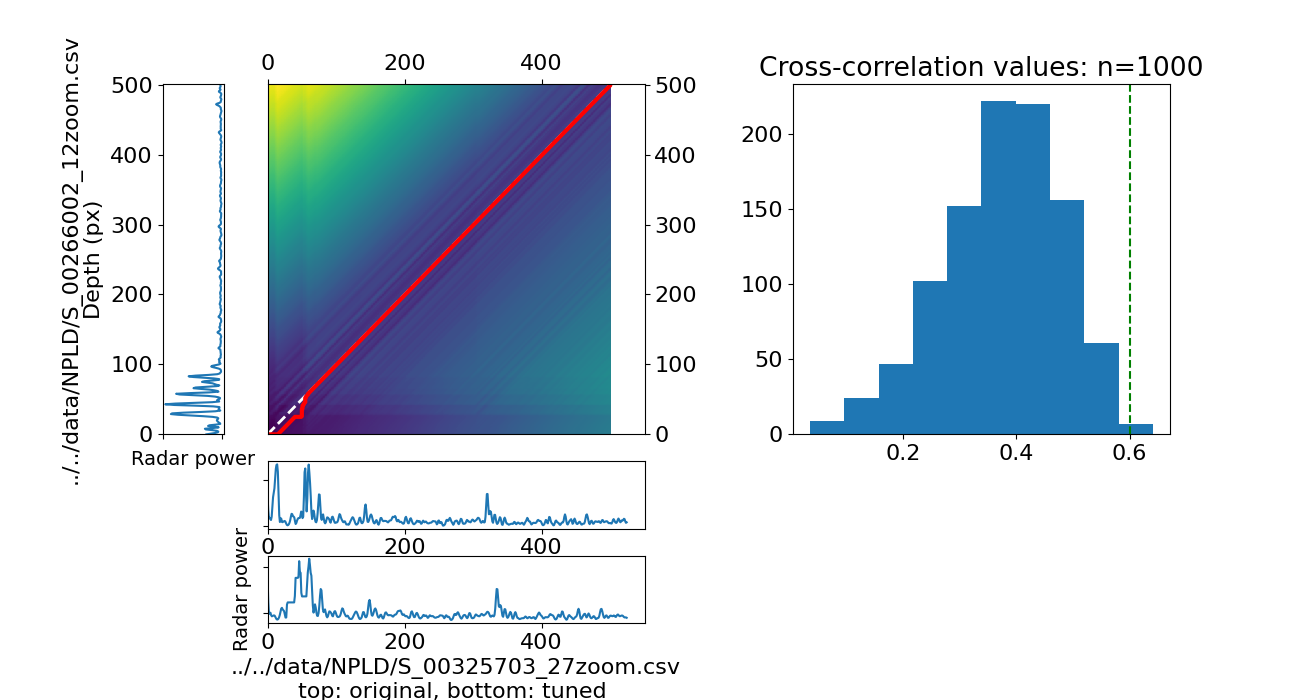 ../../data/NPLD/S_00266002_12zoom.csv
Depth (px)
500
400
300
200
100
0
Radar power
0 200 400
500
400
300
200
100
0
0 200 400
Radar power
0 200 400
../../data/NPLD/S_00325703_27zoom.csv
top: original, bottom: tuned
Cross-correlation values: n=1000
200
150
100
50
0
0.2 0.4 0.6